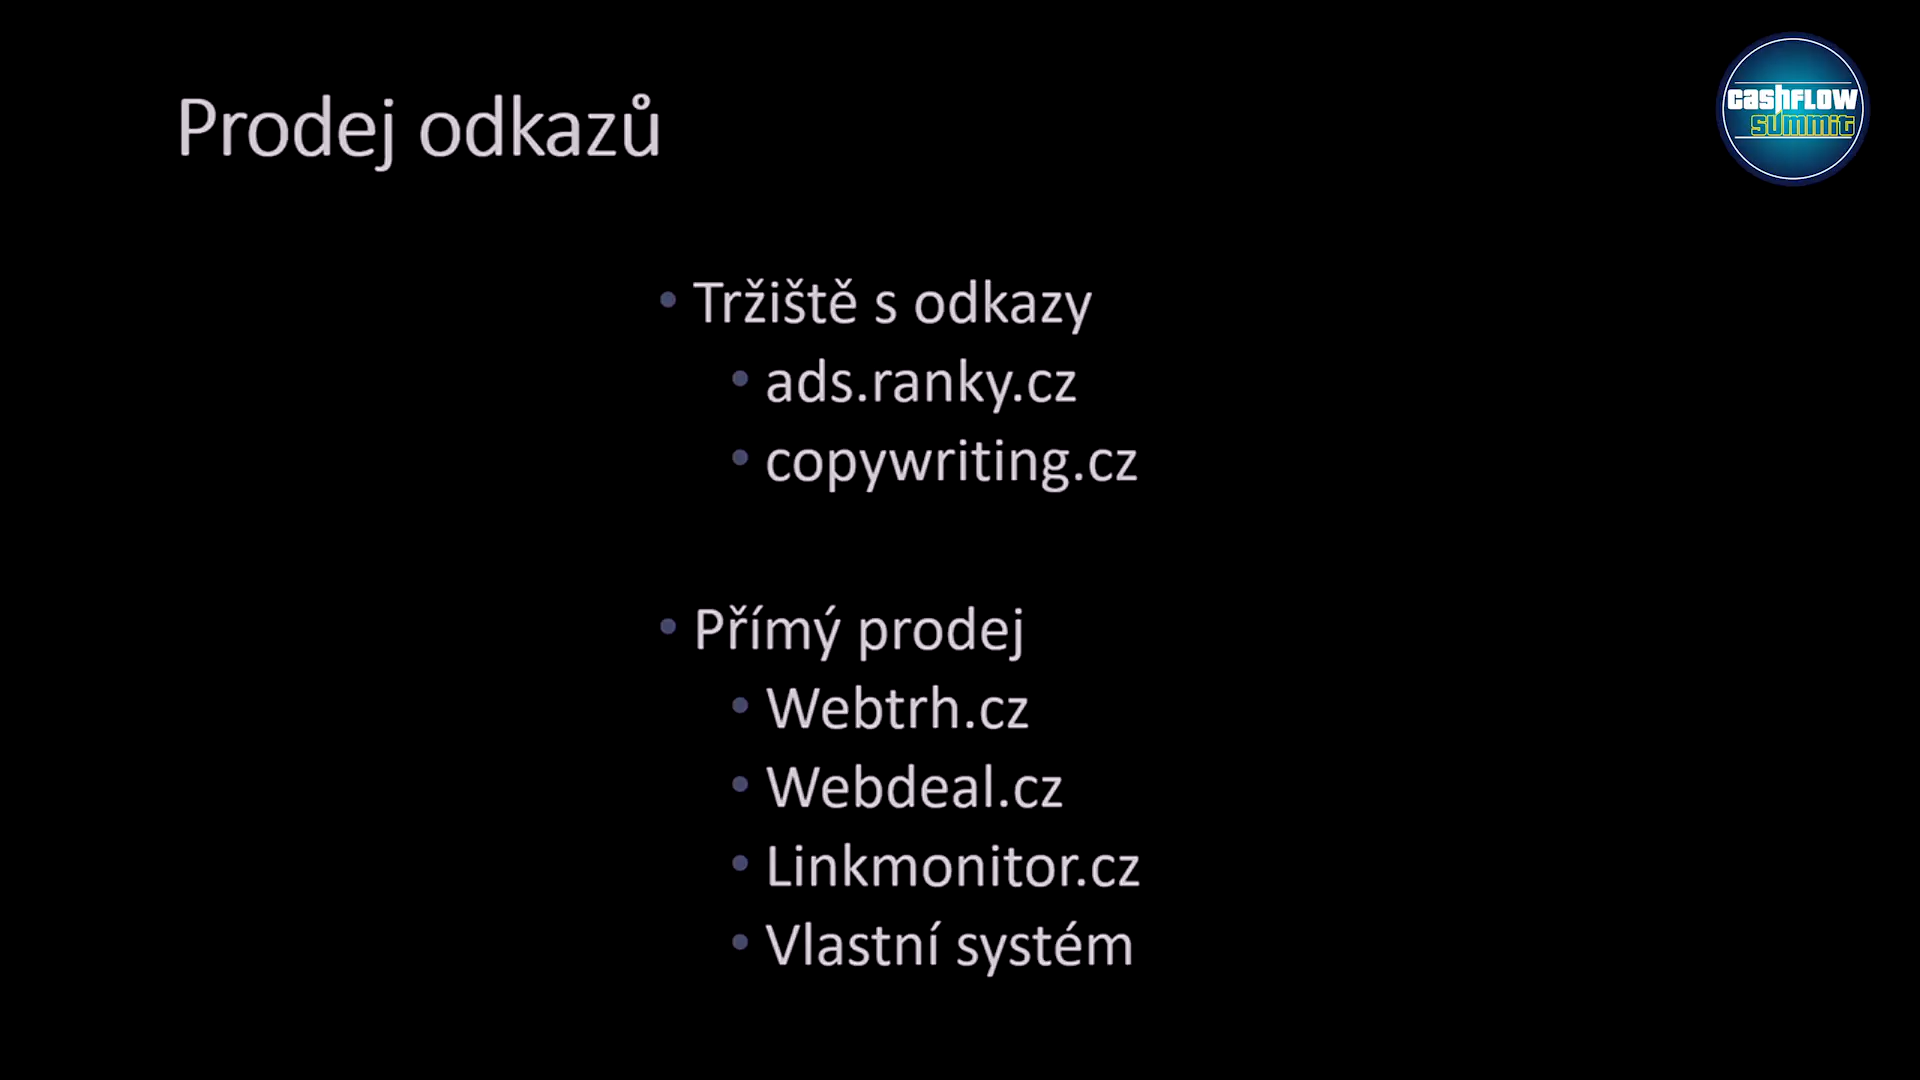 Prodej odkazů
cashflow
summit
• Tržiště s odkazy
• ads.ranky.cz
• copywriting.cz
• Přímý prodej
• Webtrh.cz
• Webdeal.cz
• Linkmonitor.cz
• Vlastní systém